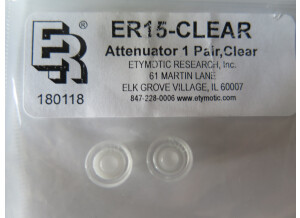 ER
180118
ER15-CLEAR
Attenuator 1 Pair,Clear
ETYMOTIC RESEARCH, Inc.
61 MARTIN LANE
ELK GROVE VILLAGE, IL 60007
847-228-0006 www.etymotic.com